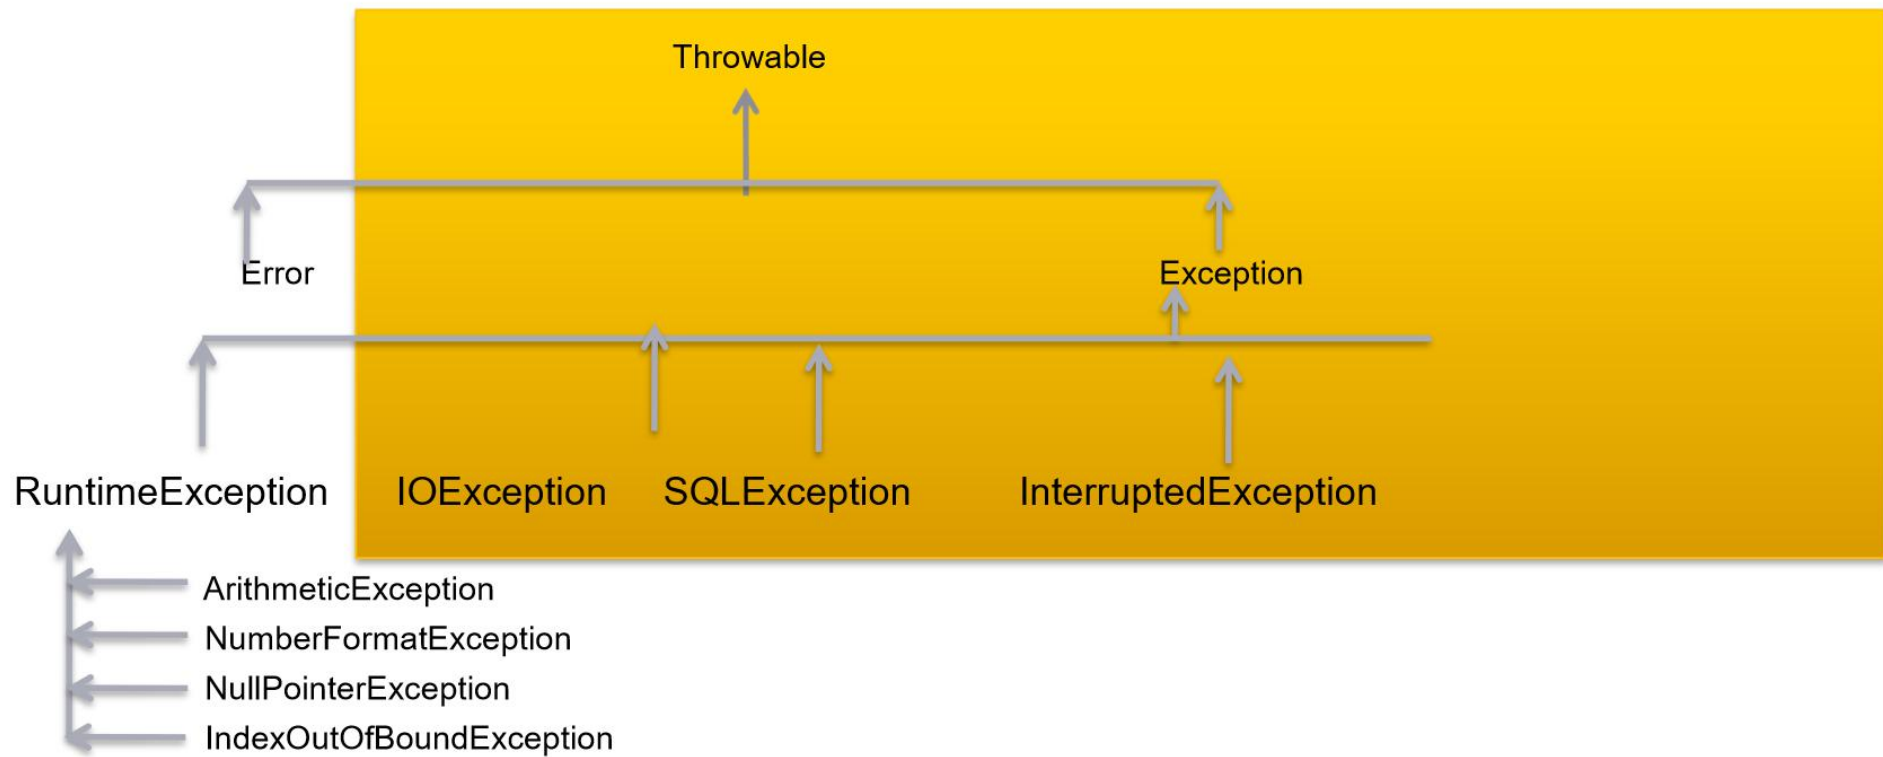 Throwable
Error Exception
RuntimeException IOException SQLException InterruptedException
ArithmeticException
NumberFormatException
NullPointerException
IndexOutOfBoundException